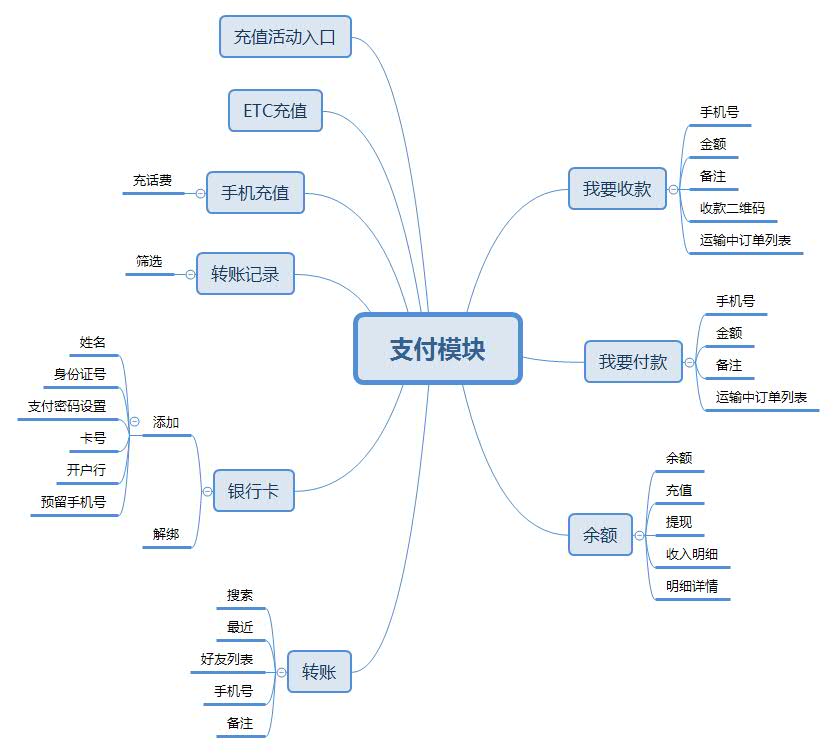 支付模块
充值活动入口
ETC充值
手机充值
充话费
转账记录
筛选
银行卡
添加
姓名
身份证号
支付密码设置
卡号
开户行
预留手机号
解绑
转账
搜索
最近
好友列表
手机号
备注
我要收款
手机号
金额
备注
收款二维码
运输中订单列表
我要付款
手机号
金额
备注
运输中订单列表
余额
余额
充值
提现
收入明细
明细详情